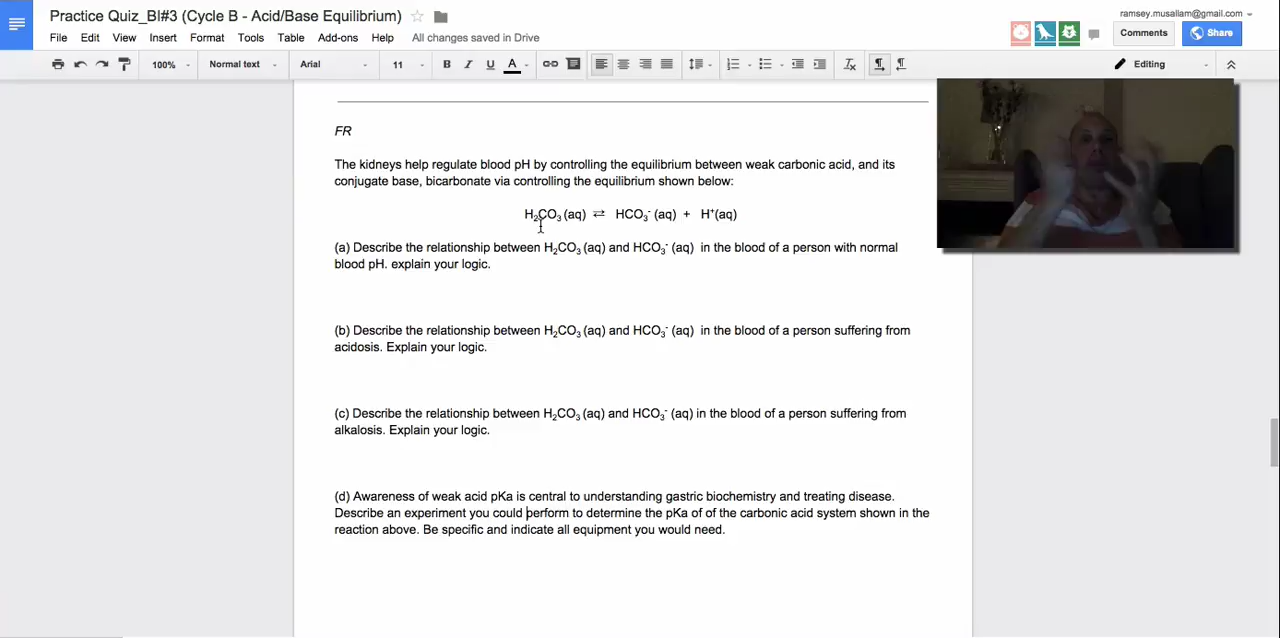 Practice Quiz_BI#3 (Cycle B - Acid/Base Equilibrium)
ramsey.musallam@gmail.com
File Edit View Insert Format Tools Table Add-ons Help All changes saved in Drive
Comments
Share
100% Normal text Arial 11 B I U A Editing
FR
The kidneys help regulate blood pH by controlling the equilibrium between weak carbonic acid, and its
conjugate base, bicarbonate via controlling the equilibrium shown below:
H₂CO₃ (aq) ⇄ HCO₃⁻ (aq) + H⁺(aq)
(a) Describe the relationship between H₂CO₃ (aq) and HCO₃⁻ (aq) in the blood of a person with normal
blood pH. explain your logic.
(b) Describe the relationship between H₂CO₃ (aq) and HCO₃⁻ (aq) in the blood of a person suffering from
acidosis. Explain your logic.
(c) Describe the relationship between H₂CO₃ (aq) and HCO₃⁻ (aq) in the blood of a person suffering from
alkalosis. Explain your logic.
(d) Awareness of weak acid pKa is central to understanding gastric biochemistry and treating disease.
Describe an experiment you could perform to determine the pKa of of the carbonic acid system shown in the
reaction above. Be specific and indicate all equipment you would need.